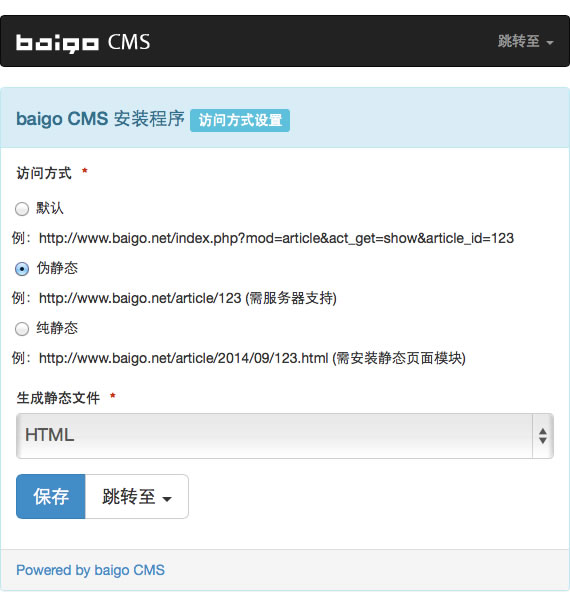 baigo CMS
跳转至
baigo CMS 安装程序 访问方式设置
访问方式 *
默认
例：http://www.baigo.net/index.php?mod=article&act_get=show&article_id=123
伪静态
例：http://www.baigo.net/article/123 (需服务器支持)
纯静态
例：http://www.baigo.net/article/2014/09/123.html (需安装静态页面模块)
生成静态文件 *
HTML
保存 跳转至
Powered by baigo CMS